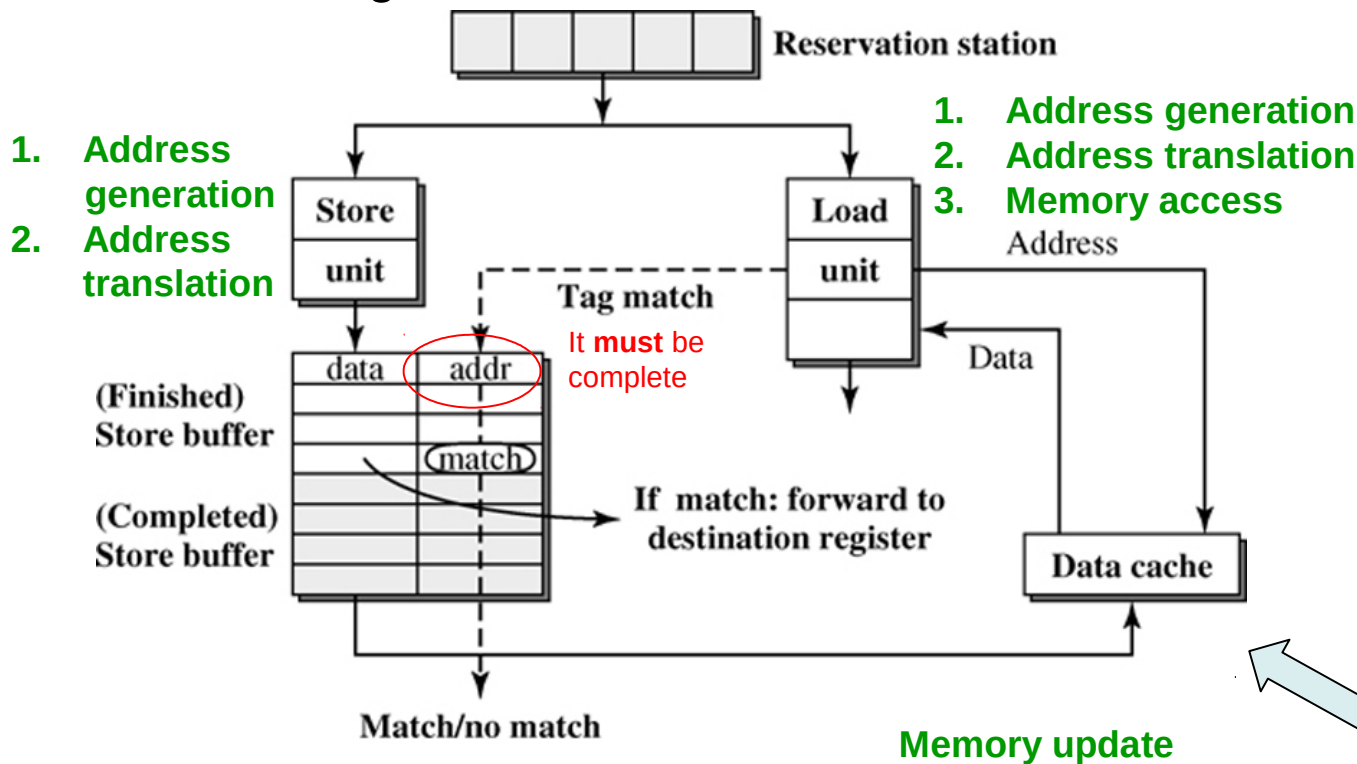 Reservation station
1. Address
generation
2. Address
translation
1. Address generation
2. Address translation
3. Memory access
Store
unit
Load
unit
Address
Tag match
It must be
complete
Data
data addr
(Finished)
Store buffer
match
(Completed)
Store buffer
If match: forward to
destination register
Data cache
Match/no match
Memory update